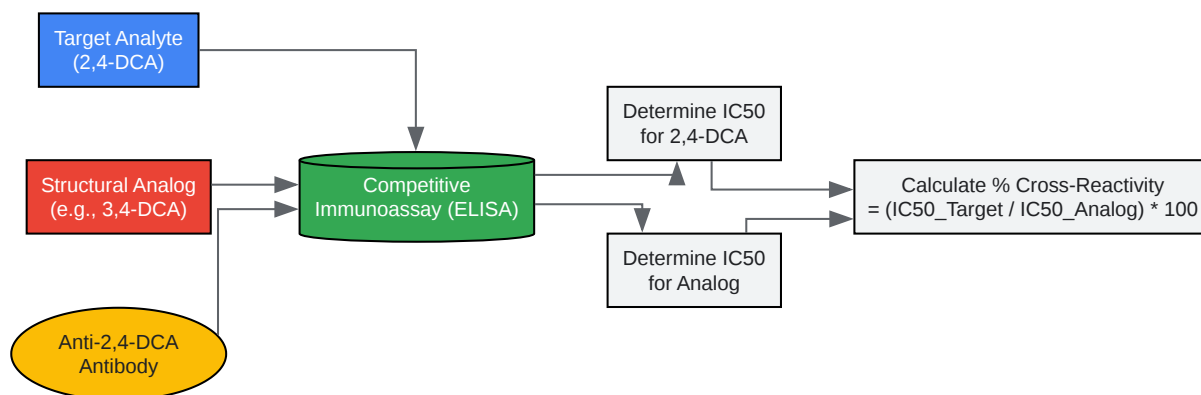 Target Analyte
(2,4-DCA)
Structural Analog
(e.g., 3,4-DCA)
Anti-2,4-DCA
Antibody
Competitive
Immunoassay (ELISA)
Determine IC50
for 2,4-DCA
Determine IC50
for Analog
Calculate % Cross-Reactivity
= (IC50_Target / IC50_Analog) * 100